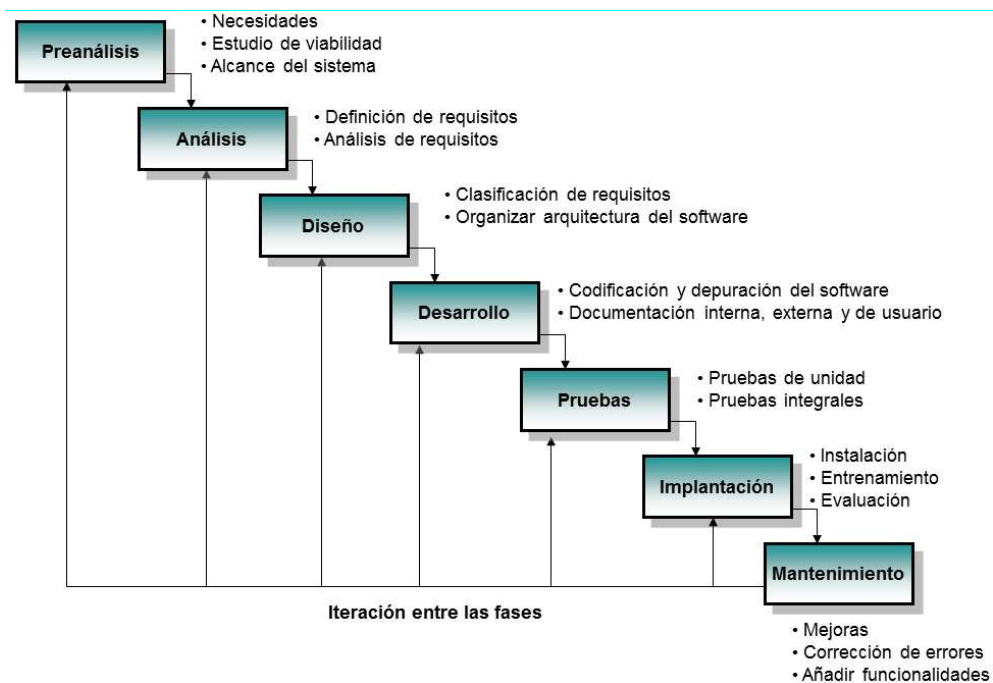 Preanálisis
• Necesidades
• Estudio de viabilidad
• Alcance del sistema
Análisis
• Definición de requisitos
• Análisis de requisitos
Diseño
• Clasificación de requisitos
• Organizar arquitectura del software
Desarrollo
• Codificación y depuración del software
• Documentación interna, externa y de usuario
Pruebas
• Pruebas de unidad
• Pruebas integrales
Implantación
• Instalación
• Entrenamiento
• Evaluación
Mantenimiento
Iteración entre las fases
• Mejoras
• Corrección de errores
• Añadir funcionalidades